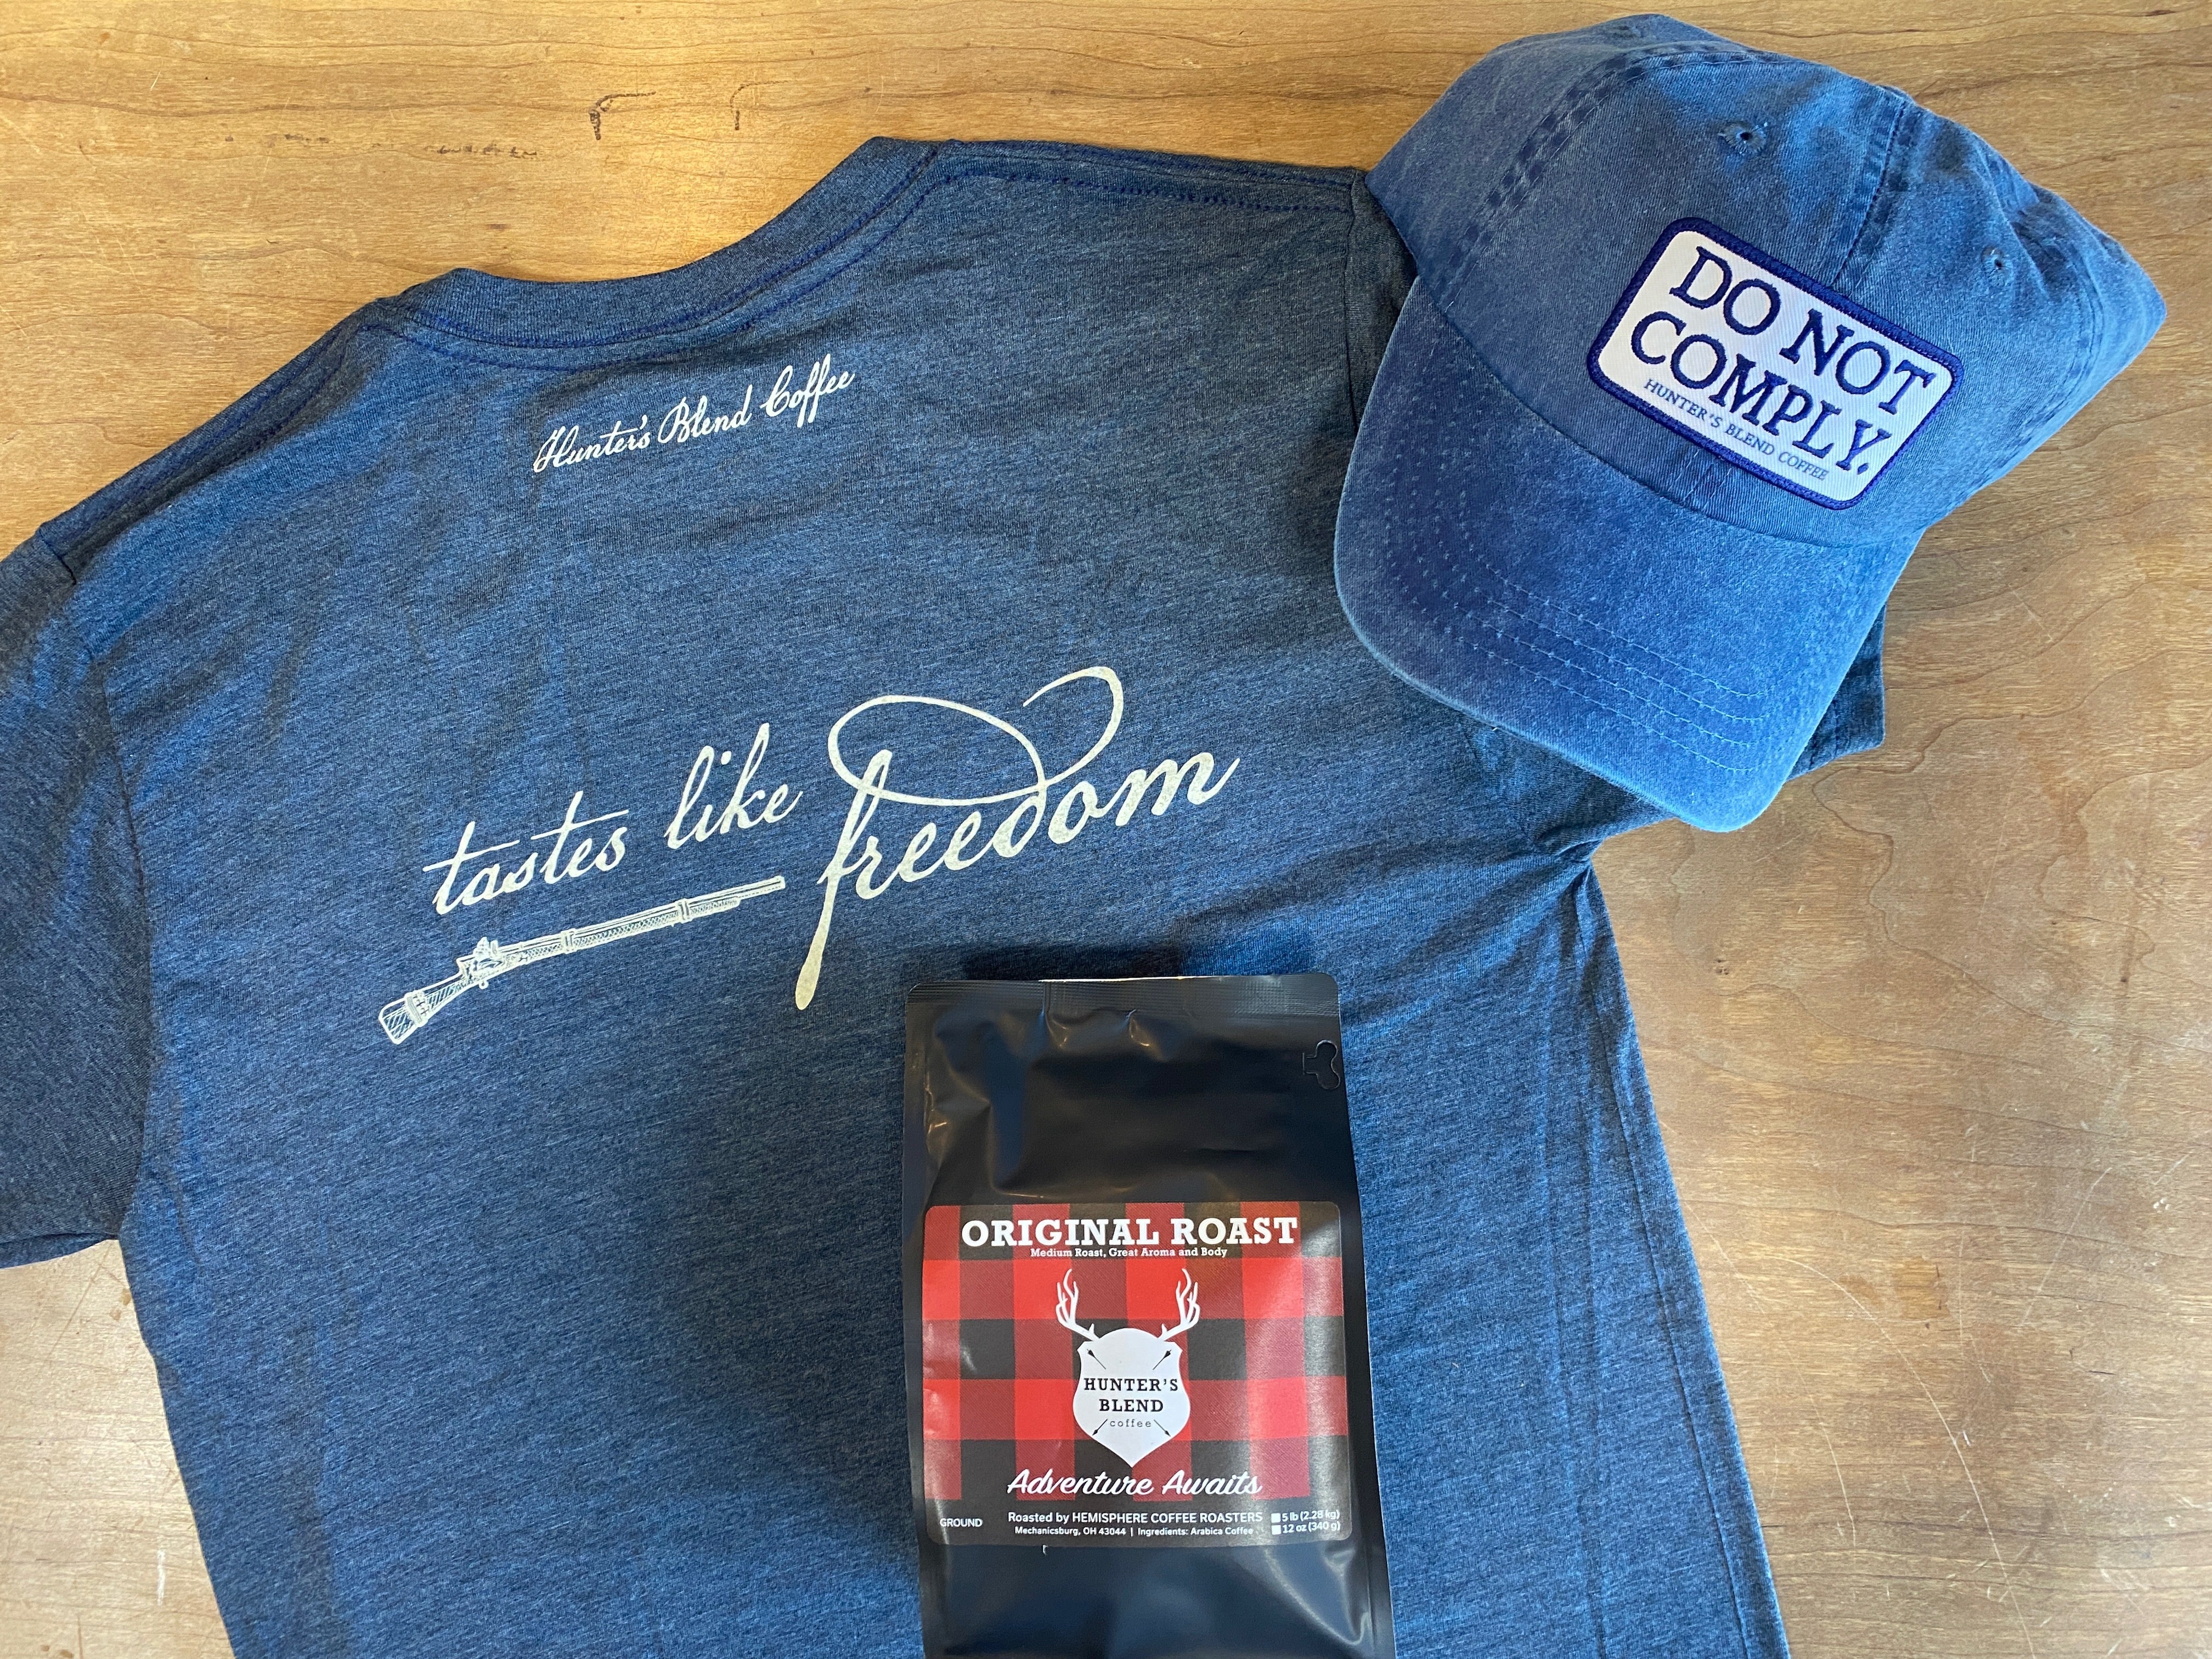 Hunter's Blend Coffee
tastes like freedom
DO NOT
COMPLY.
HUNTER'S BLEND COFFEE
ORIGINAL ROAST
Medium Roast, Great Aroma and Body
HUNTER'S
BLEND
coffee
Adventure Awaits
GROUND
Roasted by HEMISPHERE COFFEE ROASTERS
5 lb (2.28 kg)
Mechanicsburg, OH 43044 | Ingredients: Arabica Coffee
12 oz (340 g)